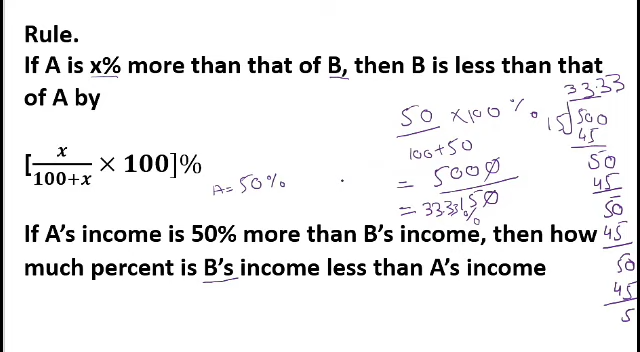 Rule.
If A is x% more than that of B, then B is less than that
of A by
[x/100+x × 100]%
A = 50%
50/100+50 × 100%
= 5000/150
= 33.33%
33.33
15)500
45
50
45
50
45
50
45
5
If A's income is 50% more than B's income, then how
much percent is B's income less than A's income